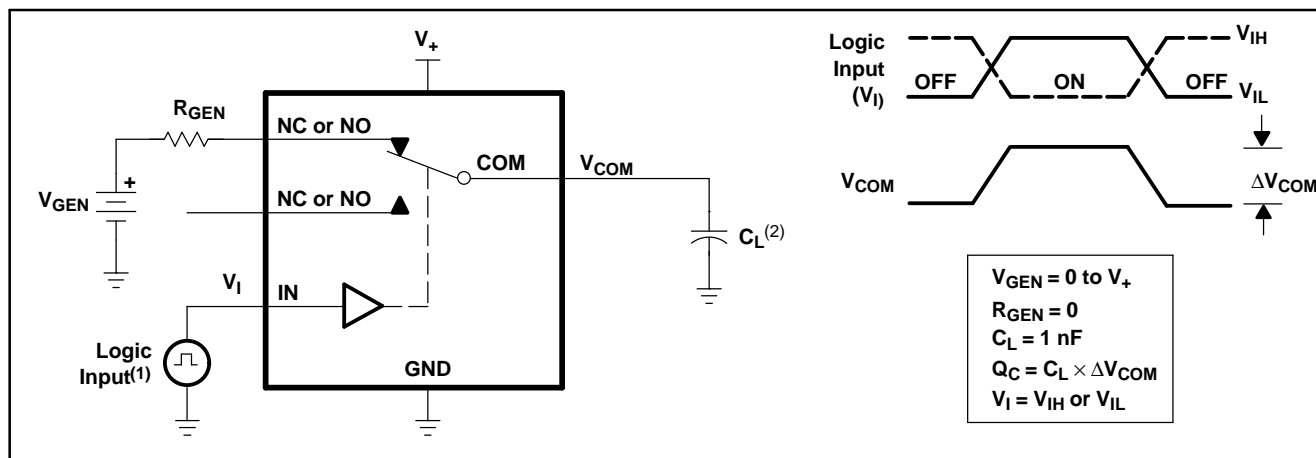 V+
RGEN
NC or NO
COM
VCOM
VGEN
+
NC or NO
CL(2)
VI
IN
Logic
Input(1)
GND
Logic
Input
(VI)
VIH
OFF
ON
OFF
VIL
VCOM
ΔVCOM
VGEN = 0 to V+
RGEN = 0
CL = 1 nF
QC = CL × ΔVCOM
VI = VIH or VIL